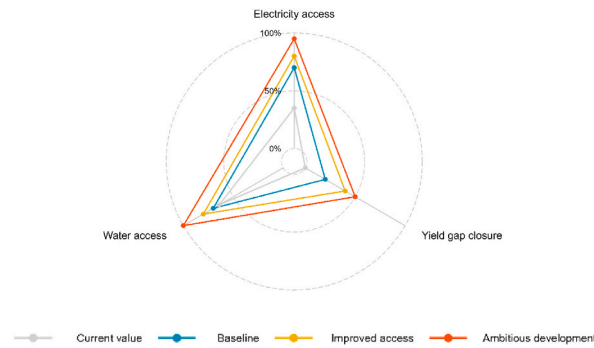 Electricity access
100%
50%
0%
Water access
Yield gap closure
Current value
Baseline
Improved access
Ambitious development